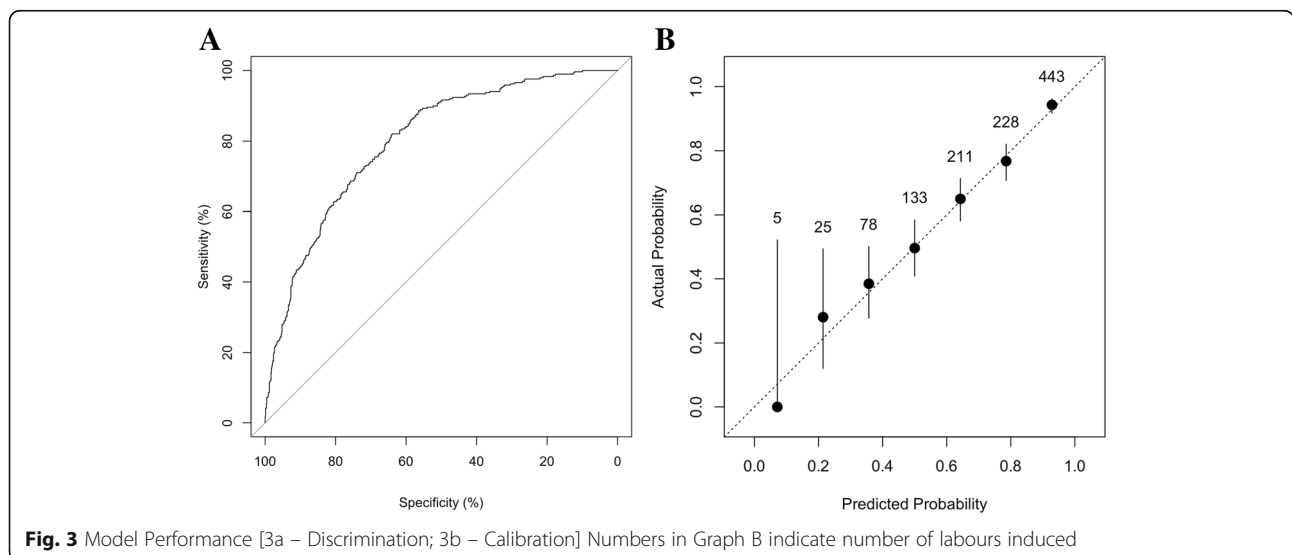 A
B
100
80
60
40
20
0
Sensitivity (%)
100 80 60 40 20 0
Specificity (%)
1.0
0.8
0.6
0.4
0.2
0.0
Actual Probability
5 25 78 133 211 228 443
0.0 0.2 0.4 0.6 0.8 1.0
Predicted Probability
Fig. 3 Model Performance [3a – Discrimination; 3b – Calibration] Numbers in Graph B indicate number of labours induced